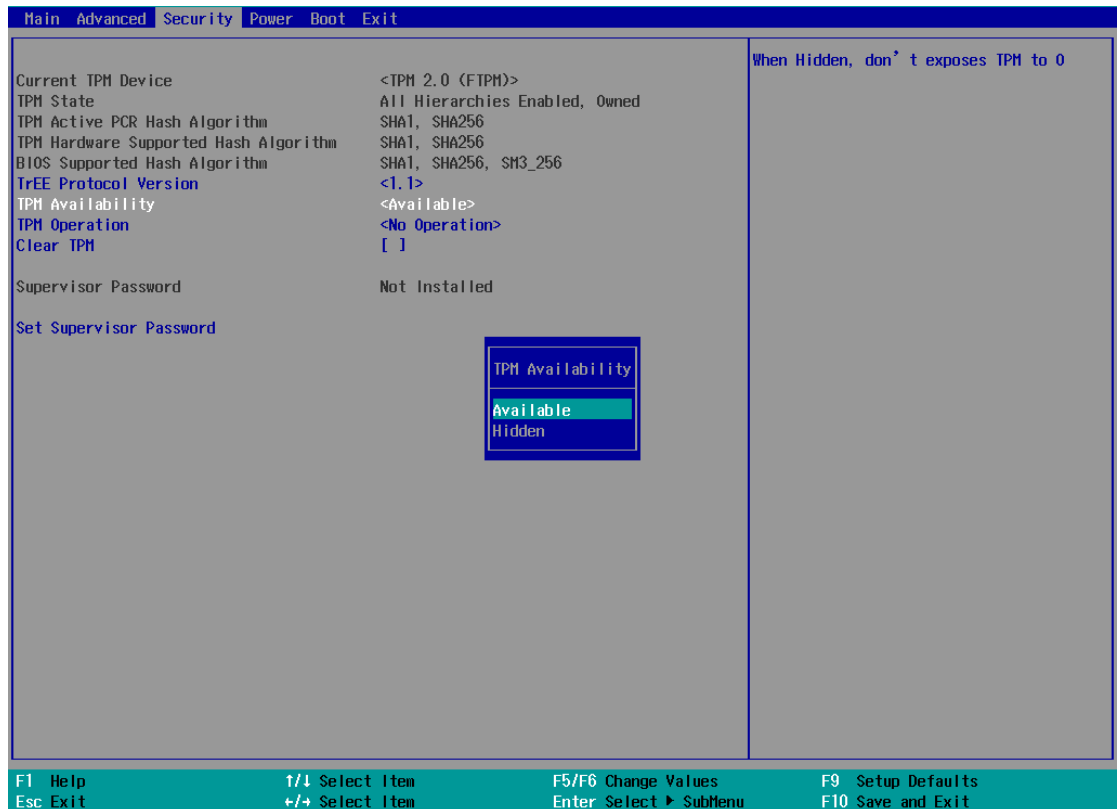 Main Advanced Security Power Boot Exit
When Hidden, don't exposes TPM to O
Current TPM Device <TPM 2.0 (FTPM)>
TPM State All Hierarchies Enabled, Owned
TPM Active PCR Hash Algorithm SHA1, SHA256
TPM Hardware Supported Hash Algorithm SHA1, SHA256
BIOS Supported Hash Algorithm SHA1, SHA256, SM3_256
TrEE Protocol Version <1.1>
TPM Availability <Available>
TPM Operation <No Operation>
Clear TPM [ ]
Supervisor Password Not Installed
Set Supervisor Password
TPM Availability
Available
Hidden
F1 Help ↑/↓ Select Item F5/F6 Change Values F9 Setup Defaults
Esc Exit ←/→ Select Item Enter Select ▶ SubMenu F10 Save and Exit